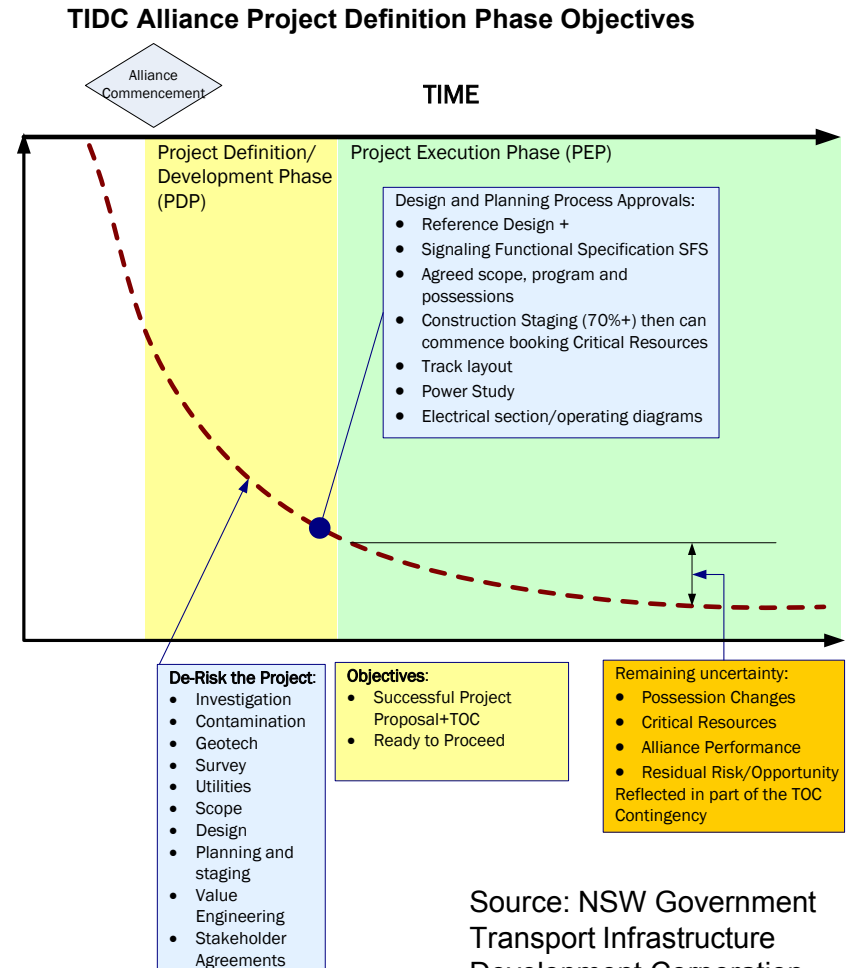 TIDC Alliance Project Definition Phase Objectives
Alliance
Commencement
TIME
Project Definition/
Development Phase
(PDP)
Project Execution Phase (PEP)
Design and Planning Process Approvals:
• Reference Design +
• Signaling Functional Specification SFS
• Agreed scope, program and
possessions
• Construction Staging (70%+) then can
commence booking Critical Resources
• Track layout
• Power Study
• Electrical section/operating diagrams
De-Risk the Project:
• Investigation
• Contamination
• Geotech
• Survey
• Utilities
• Scope
• Design
• Planning and
staging
• Value
Engineering
• Stakeholder
Agreements
Objectives:
• Successful Project
Proposal+TOC
• Ready to Proceed
Remaining uncertainty:
• Possession Changes
• Critical Resources
• Alliance Performance
• Residual Risk/Opportunity
Reflected in part of the TOC
Contingency
Source: NSW Government
Transport Infrastructure
Development Corporation